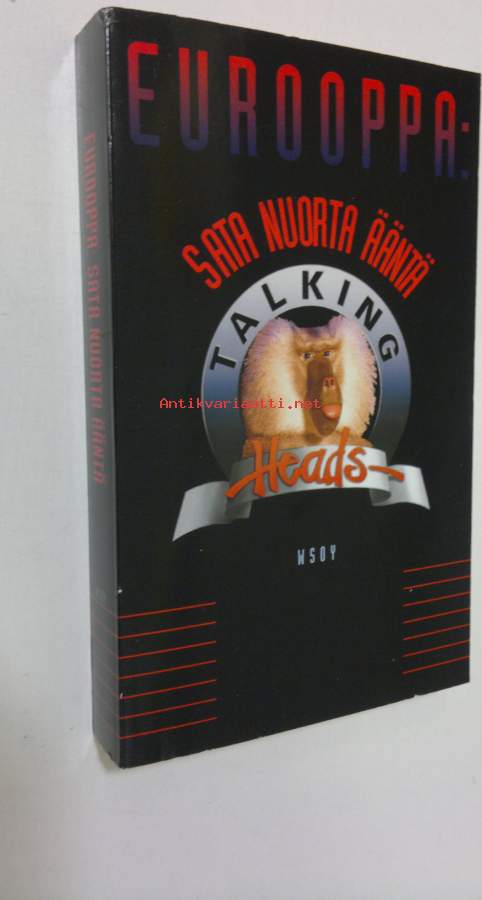 EUROOPPA:
SATA NUORTA ÄÄNTÄ
TALKING
Heads
WSOY
EUROOPPA SATA NUORTA ÄÄNTÄ
Antikvariaatti.net